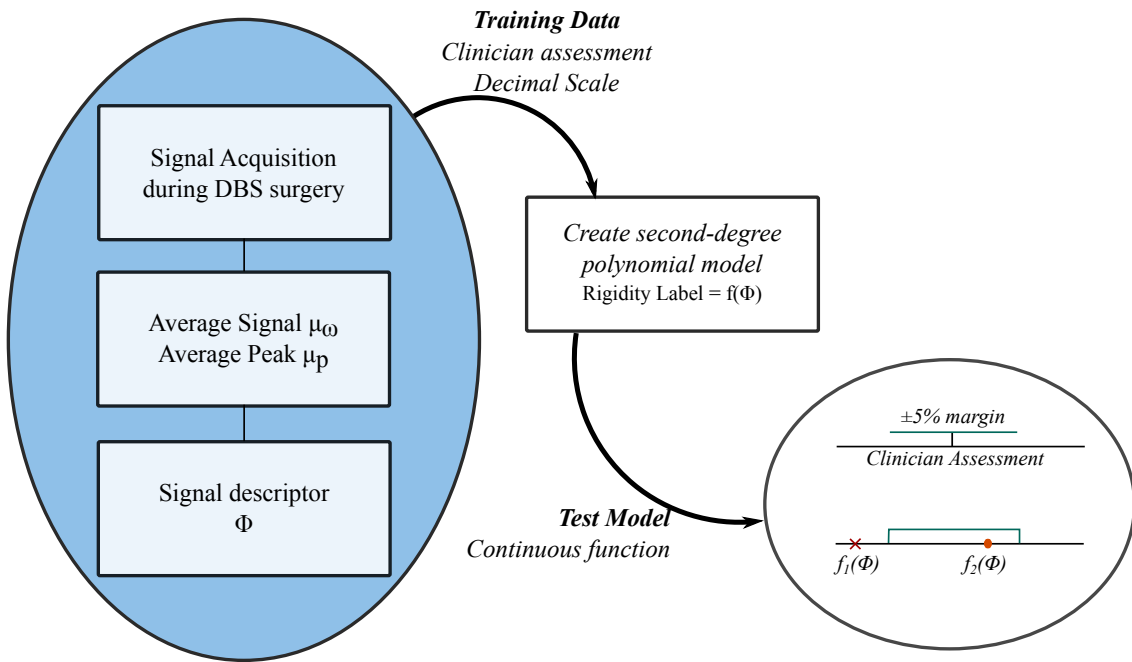 Training Data
Clinician assessment
Decimal Scale
Signal Acquisition
during DBS surgery
Average Signal μω
Average Peak μp
Signal descriptor
Φ
Create second-degree
polynomial model
Rigidity Label = f(Φ)
Test Model
Continuous function
±5% margin
Clinician Assessment
f1(Φ)
f2(Φ)